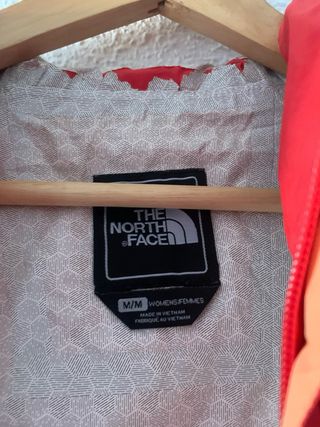 THE
NORTH
FACE
M/M WOMENS/FEMMES
MADE IN VIETNAM
FABRIQUÉ AU VIETNAM